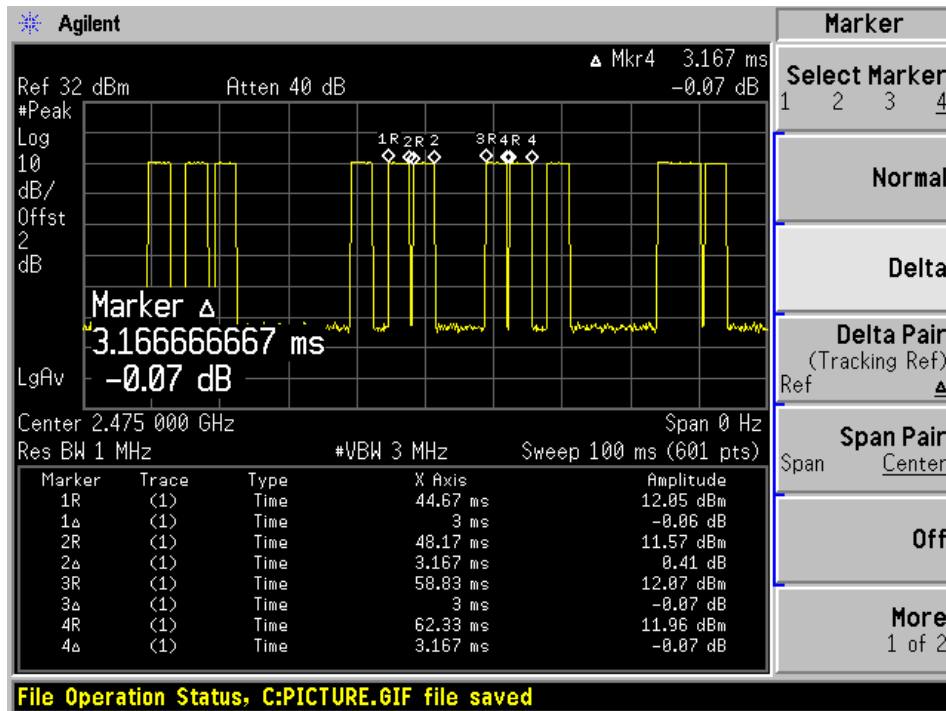 Agilent
Marker
Δ Mkr4 3.167 ms
Ref 32 dBm Atten 40 dB -0.07 dB
#Peak
Log
10
dB/
Offst
2
dB
1R 2R 2 3R 4R 4
Marker Δ
3.166666667 ms
-0.07 dB
LgAv
Center 2.475 000 GHz Span 0 Hz
Res BW 1 MHz #VBW 3 MHz Sweep 100 ms (601 pts)
Marker Trace Type X Axis Amplitude
1R (1) Time 44.67 ms 12.05 dBm
1Δ (1) Time 3 ms -0.06 dB
2R (1) Time 48.17 ms 11.57 dBm
2Δ (1) Time 3.167 ms 0.41 dB
3R (1) Time 58.83 ms 12.07 dBm
3Δ (1) Time 3 ms -0.07 dB
4R (1) Time 62.33 ms 11.96 dBm
4Δ (1) Time 3.167 ms -0.07 dB
Select Marker
1 2 3 4
Normal
Delta
Delta Pair
(Tracking Ref)
Ref Δ
Span Pair
Span Center
Off
More
1 of 2
File Operation Status, C:PICTURE.GIF file saved